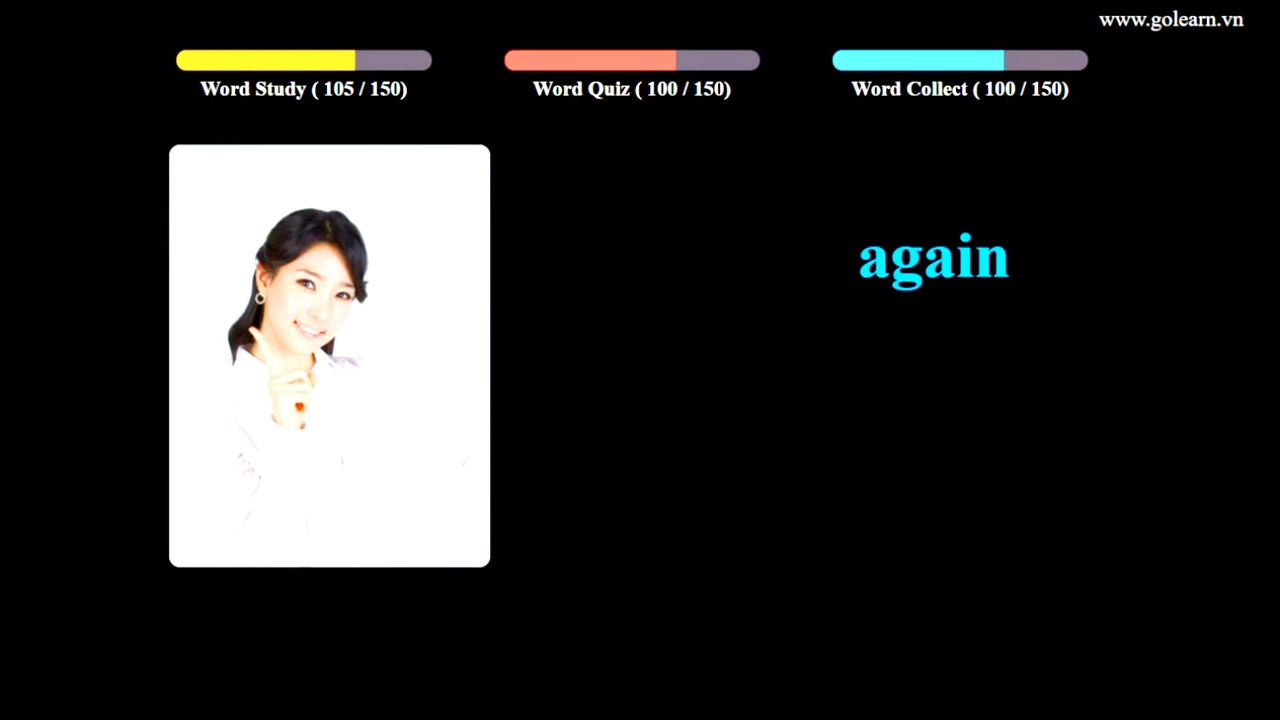 www.golearn.vn
Word Study ( 105 / 150)
Word Quiz ( 100 / 150)
Word Collect ( 100 / 150)
again